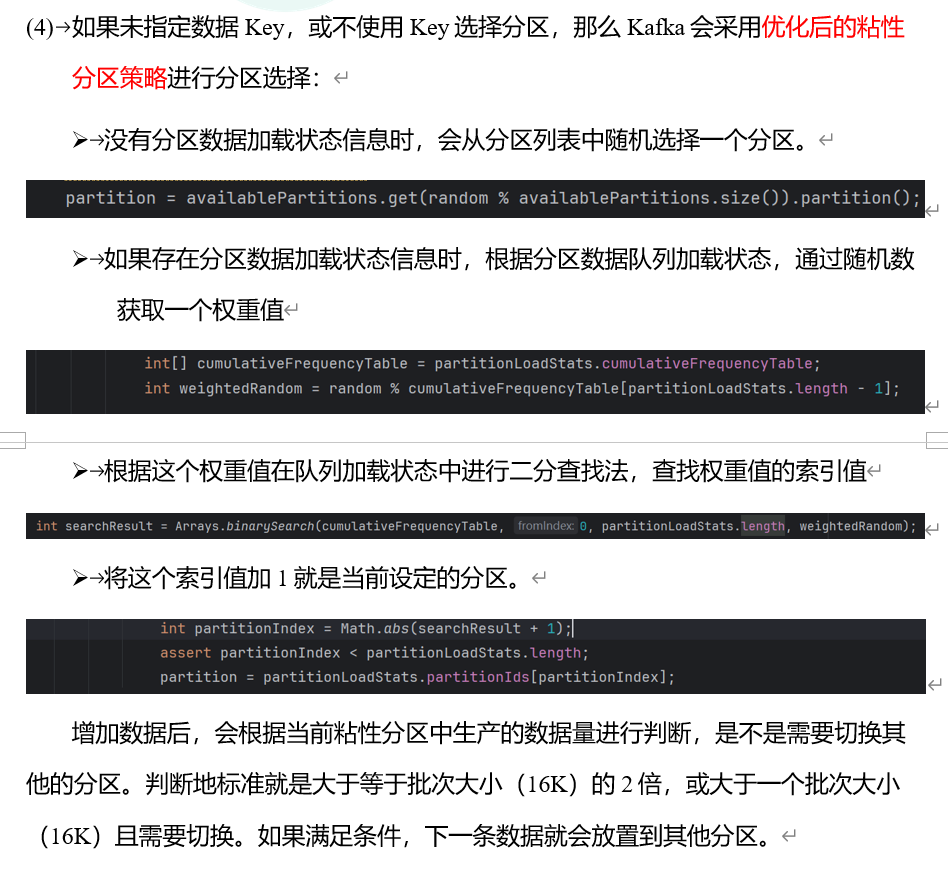 (4)→如果未指定数据 Key，或不使用 Key 选择分区，那么 Kafka 会采用优化后的粘性
分区策略进行分区选择：↵
➢→没有分区数据加载状态信息时，会从分区列表中随机选择一个分区。↵
partition = availablePartitions.get(random % availablePartitions.size()).partition();↵
➢→如果存在分区数据加载状态信息时，根据分区数据队列加载状态，通过随机数
获取一个权重值↵
int[] cumulativeFrequencyTable = partitionLoadStats.cumulativeFrequencyTable;
int weightedRandom = random % cumulativeFrequencyTable[partitionLoadStats.length - 1];↵
➢→根据这个权重值在队列加载状态中进行二分查找法，查找权重值的索引值↵
int searchResult = Arrays.binarySearch(cumulativeFrequencyTable, fromIndex: 0, partitionLoadStats.length, weightedRandom);↵
➢→将这个索引值加 1 就是当前设定的分区。↵
int partitionIndex = Math.abs(searchResult + 1);
assert partitionIndex < partitionLoadStats.length;
partition = partitionLoadStats.partitionIds[partitionIndex];↵
增加数据后，会根据当前粘性分区中生产的数据量进行判断，是不是需要切换其
他的分区。判断地标准就是大于等于批次大小（16K）的 2 倍，或大于一个批次大小
（16K）且需要切换。如果满足条件，下一条数据就会放置到其他分区。↵